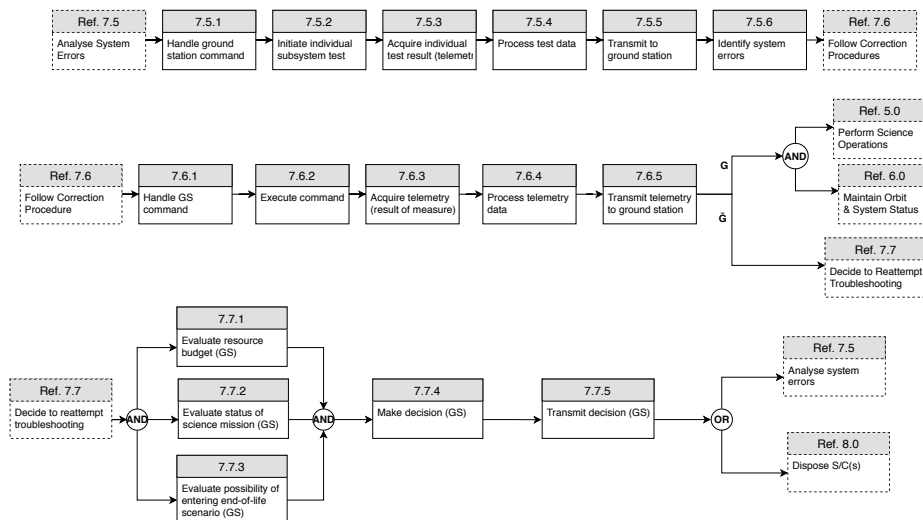 Ref. 7.5
Analyse System
Errors
7.5.1
Handle ground
station command
7.5.2
Initiate individual
subsystem test
7.5.3
Acquire individual
test result (telemetr
7.5.4
Process test data
7.5.5
Transmit to
ground station
7.5.6
Identify system
errors
Ref. 7.6
Follow Correction
Procedures
Ref. 7.6
Follow Correction
Procedure
7.6.1
Handle GS
command
7.6.2
Execute command
7.6.3
Acquire telemetry
(result of measure)
7.6.4
Process telemetry
data
7.6.5
Transmit telemetry
to ground station
G
G̅
AND
Ref. 5.0
Perform Science
Operations
Ref. 6.0
Maintain Orbit
& System Status
Ref. 7.7
Decide to Reattempt
Troubleshooting
Ref. 7.7
Decide to reattempt
troubleshooting
AND
7.7.1
Evaluate resource
budget (GS)
7.7.2
Evaluate status of
science mission (GS)
7.7.3
Evaluate possibility of
entering end-of-life
scenario (GS)
AND
7.7.4
Make decision (GS)
7.7.5
Transmit decision (GS)
OR
Ref. 7.5
Analyse system
errors
Ref. 8.0
Dispose S/C(s)